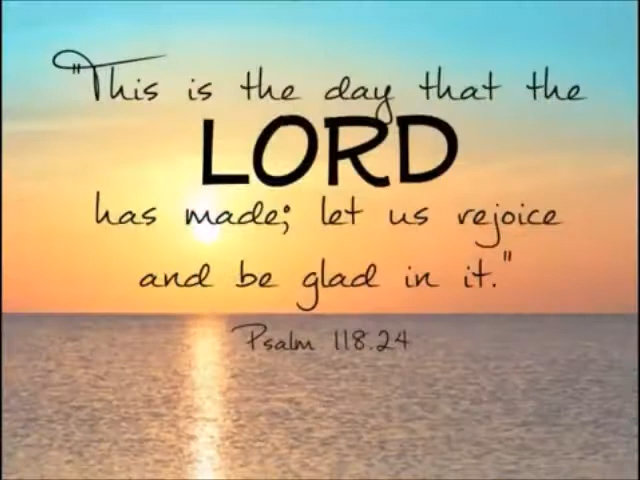 "This is the day that the
LORD
has made; let us rejoice
and be glad in it."
Psalm 118.24